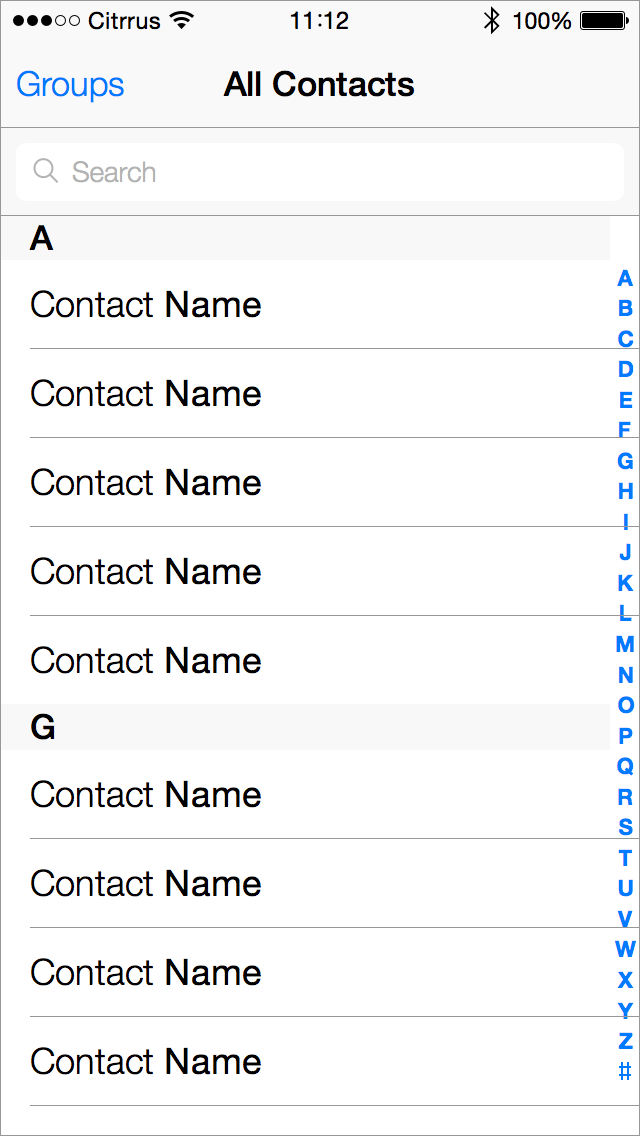 Citrrus 11:12 100%
Groups All Contacts
Search
A
Contact Name
Contact Name
Contact Name
Contact Name
Contact Name
G
Contact Name
Contact Name
Contact Name
Contact Name
A
B
C
D
E
F
G
H
I
J
K
L
M
N
O
P
Q
R
S
T
U
V
W
X
Y
Z
#